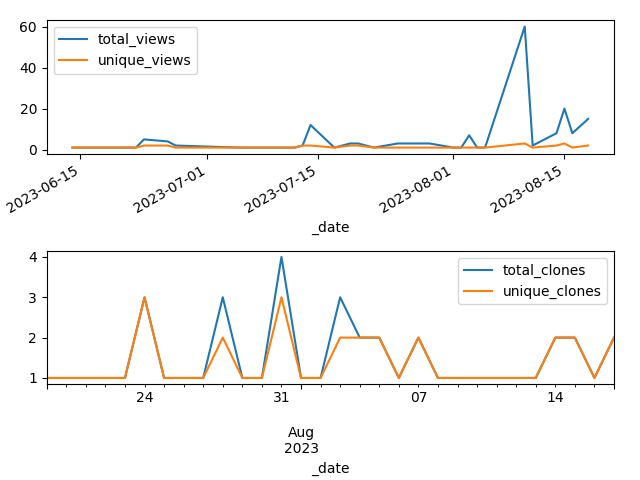 60
40
20
0
total_views
unique_views
2023-06-15
2023-07-01
2023-07-15
2023-08-01
2023-08-15
_date
4
3
2
1
total_clones
unique_clones
24
31
07
14
Aug
2023
_date